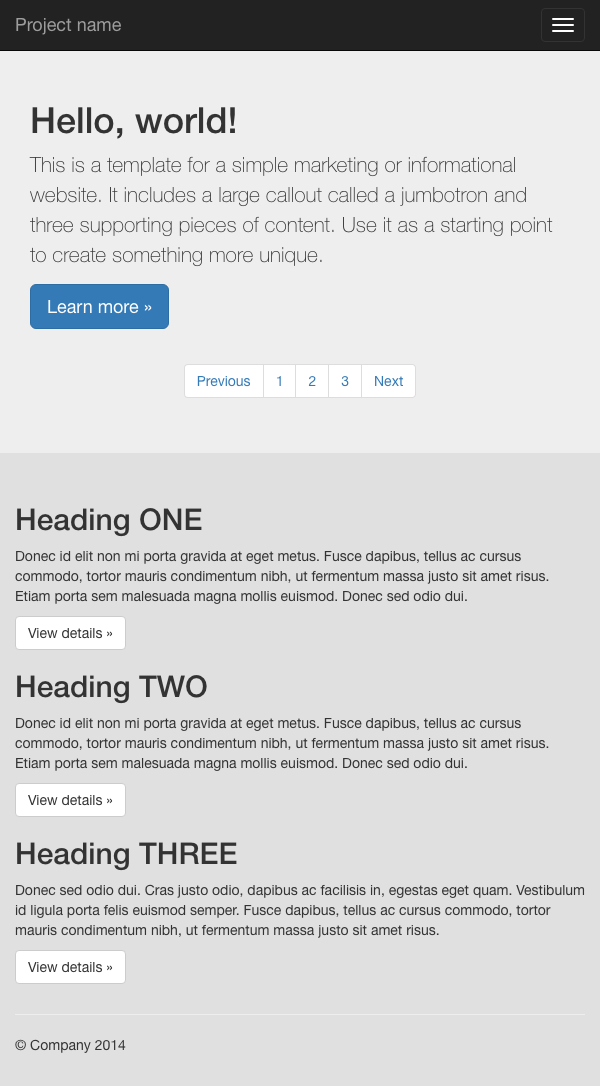 Project name
Hello, world!
This is a template for a simple marketing or informational
website. It includes a large callout called a jumbotron and
three supporting pieces of content. Use it as a starting point
to create something more unique.
Learn more »
Previous 1 2 3 Next
Heading ONE
Donec id elit non mi porta gravida at eget metus. Fusce dapibus, tellus ac cursus
commodo, tortor mauris condimentum nibh, ut fermentum massa justo sit amet risus.
Etiam porta sem malesuada magna mollis euismod. Donec sed odio dui.
View details »
Heading TWO
Donec id elit non mi porta gravida at eget metus. Fusce dapibus, tellus ac cursus
commodo, tortor mauris condimentum nibh, ut fermentum massa justo sit amet risus.
Etiam porta sem malesuada magna mollis euismod. Donec sed odio dui.
View details »
Heading THREE
Donec sed odio dui. Cras justo odio, dapibus ac facilisis in, egestas eget quam. Vestibulum
id ligula porta felis euismod semper. Fusce dapibus, tellus ac cursus commodo, tortor
mauris condimentum nibh, ut fermentum massa justo sit amet risus.
View details »
© Company 2014